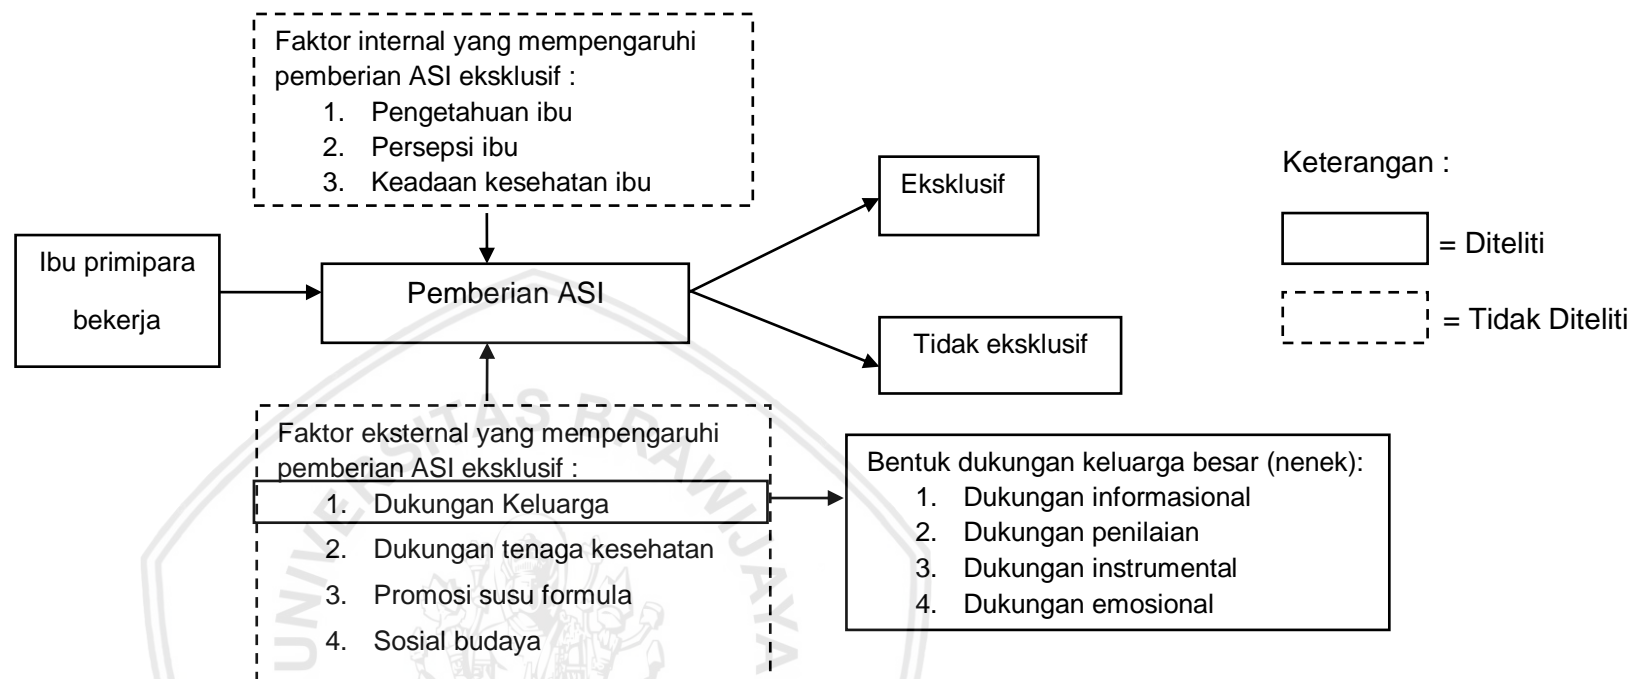 Faktor internal yang mempengaruhi
pemberian ASI eksklusif :
1. Pengetahuan ibu
2. Persepsi ibu
3. Keadaan kesehatan ibu
Ibu primipara
bekerja
Pemberian ASI
Eksklusif
Tidak eksklusif
Keterangan :
= Diteliti
= Tidak Diteliti
Faktor eksternal yang mempengaruhi
pemberian ASI eksklusif :
1. Dukungan Keluarga
2. Dukungan tenaga kesehatan
3. Promosi susu formula
4. Sosial budaya
Bentuk dukungan keluarga besar (nenek):
1. Dukungan informasional
2. Dukungan penilaian
3. Dukungan instrumental
4. Dukungan emosional
UNIVERSITAS BRAWIJAYA